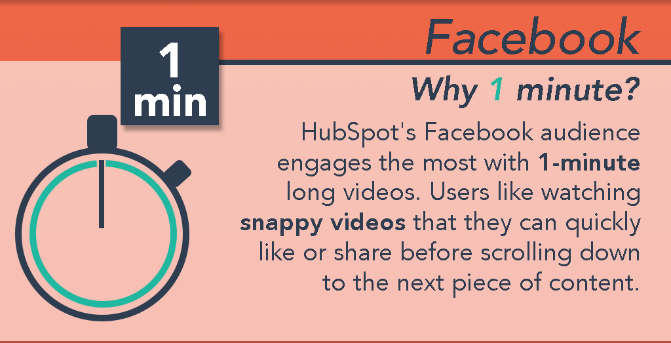 1
min
Facebook
Why 1 minute?
HubSpot's Facebook audience
engages the most with 1-minute
long videos. Users like watching
snappy videos that they can quickly
like or share before scrolling down
to the next piece of content.